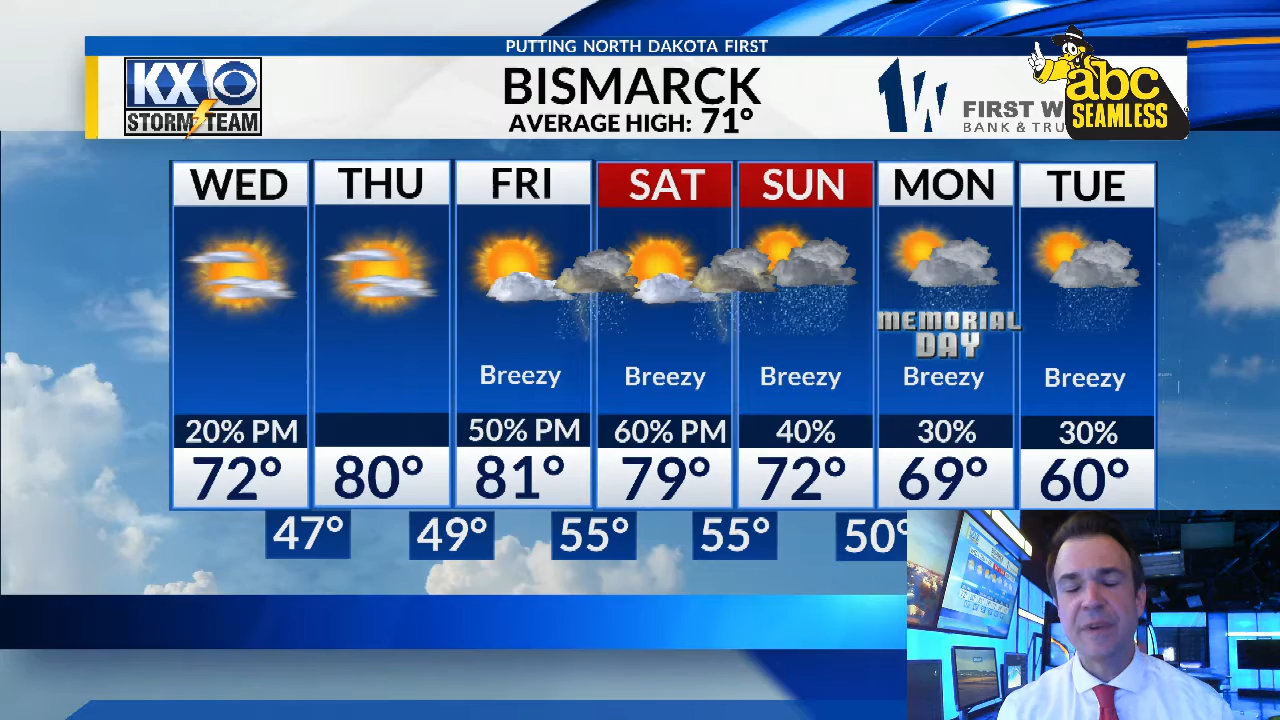 PUTTING NORTH DAKOTA FIRST
KX
STORM TEAM
BISMARCK
AVERAGE HIGH: 71°
FIRST W
BANK & TRU
abc
SEAMLESS
WED THU FRI SAT SUN MON TUE
MEMORIAL
DAY
Breezy Breezy Breezy Breezy Breezy
20% PM 50% PM 60% PM 40% 30% 30%
72° 80° 81° 79° 72° 69° 60°
47° 49° 55° 55° 50°